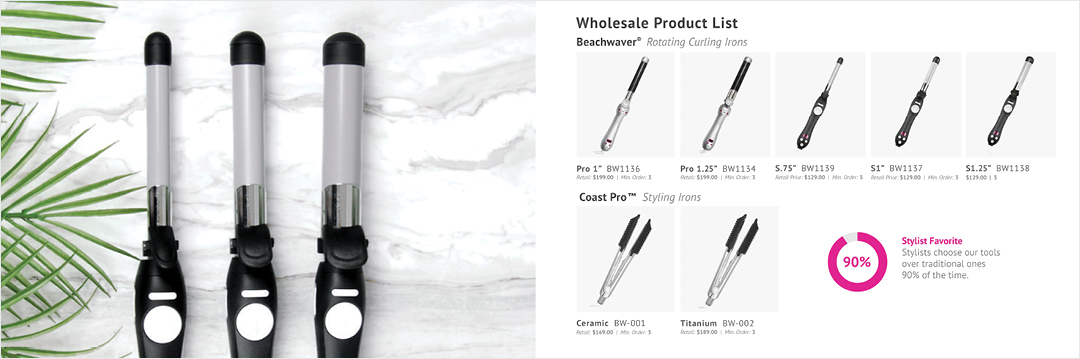 Wholesale Product List
Beachwaver® Rotating Curling Irons
Pro 1" BW1136
Retail: $199.00 | Min. Order: 3
Pro 1.25" BW1134
Retail: $199.00 | Min. Order: 3
S.75" BW1139
Retail Price: $129.00 | Min. Order: 3
S1" BW1137
Retail Price: $129.00 | Min. Order: 3
S1.25" BW1138
$129.00 | 3
Coast Pro™ Styling Irons
Ceramic BW-001
Retail: $169.00 | Min. Order: 3
Titanium BW-002
Retail: $189.00 | Min. Order: 3
90%
Stylist Favorite
Stylists choose our tools
over traditional ones
90% of the time.